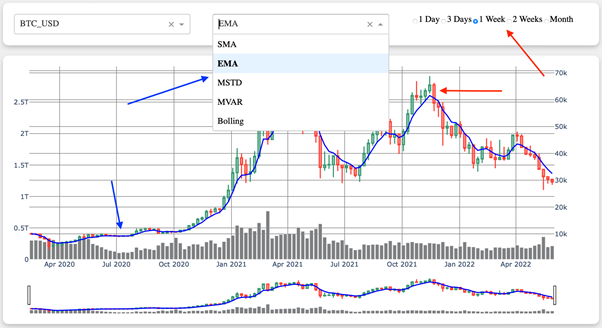 BTC_USD
EMA
1 Day 3 Days 1 Week 2 Weeks Month
SMA
EMA
MSTD
MVAR
Bolling
70k
2.5T
60k
2T
50k
1.5T
40k
30k
1T
20k
0.5T
10k
0
Apr 2020 Jul 2020 Oct 2020 Jan 2021 Apr 2021 Jul 2021 Oct 2021 Jan 2022 Apr 2022